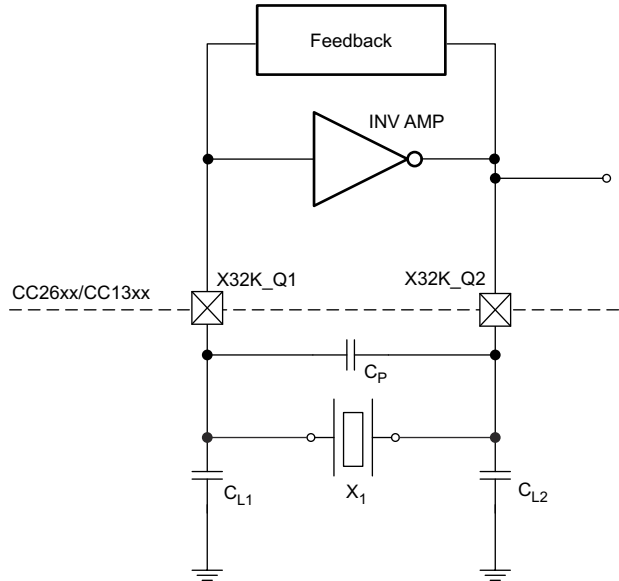 Feedback
INV AMP
X32K_Q1
X32K_Q2
CC26xx/CC13xx
CP
CL1
X1
CL2